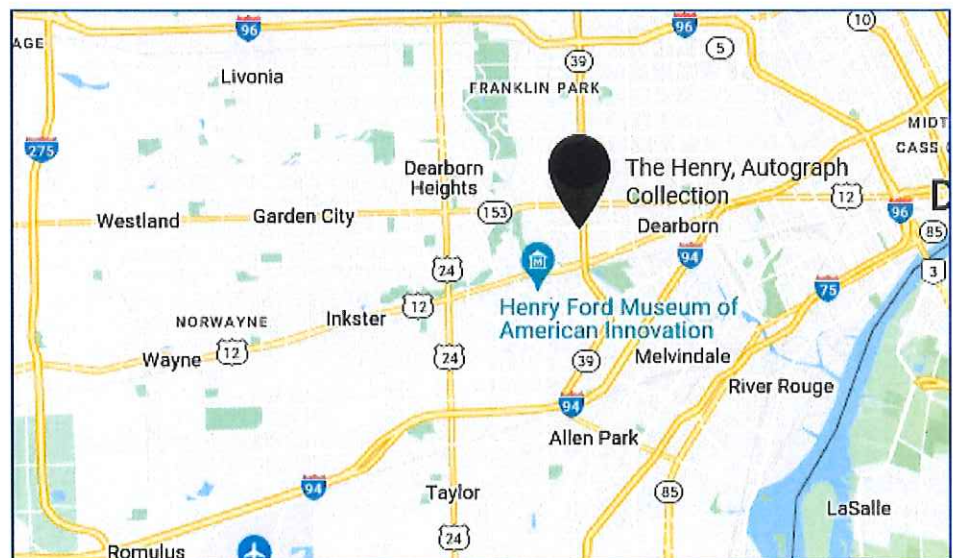 96
10
AGE
96
5
39
Livonia
FRANKLIN PARK
MIDT
CASS
275
Dearborn
Heights
The Henry, Autograph
Collection
12
D
Westland
Garden City
153
96
Dearborn
85
94
3
24
75
12
Henry Ford Museum of
American Innovation
NORWAYNE
Inkster
Wayne
12
24
39
Melvindale
River Rouge
94
Allen Park
94
Taylor
85
LaSalle
24
Romulus